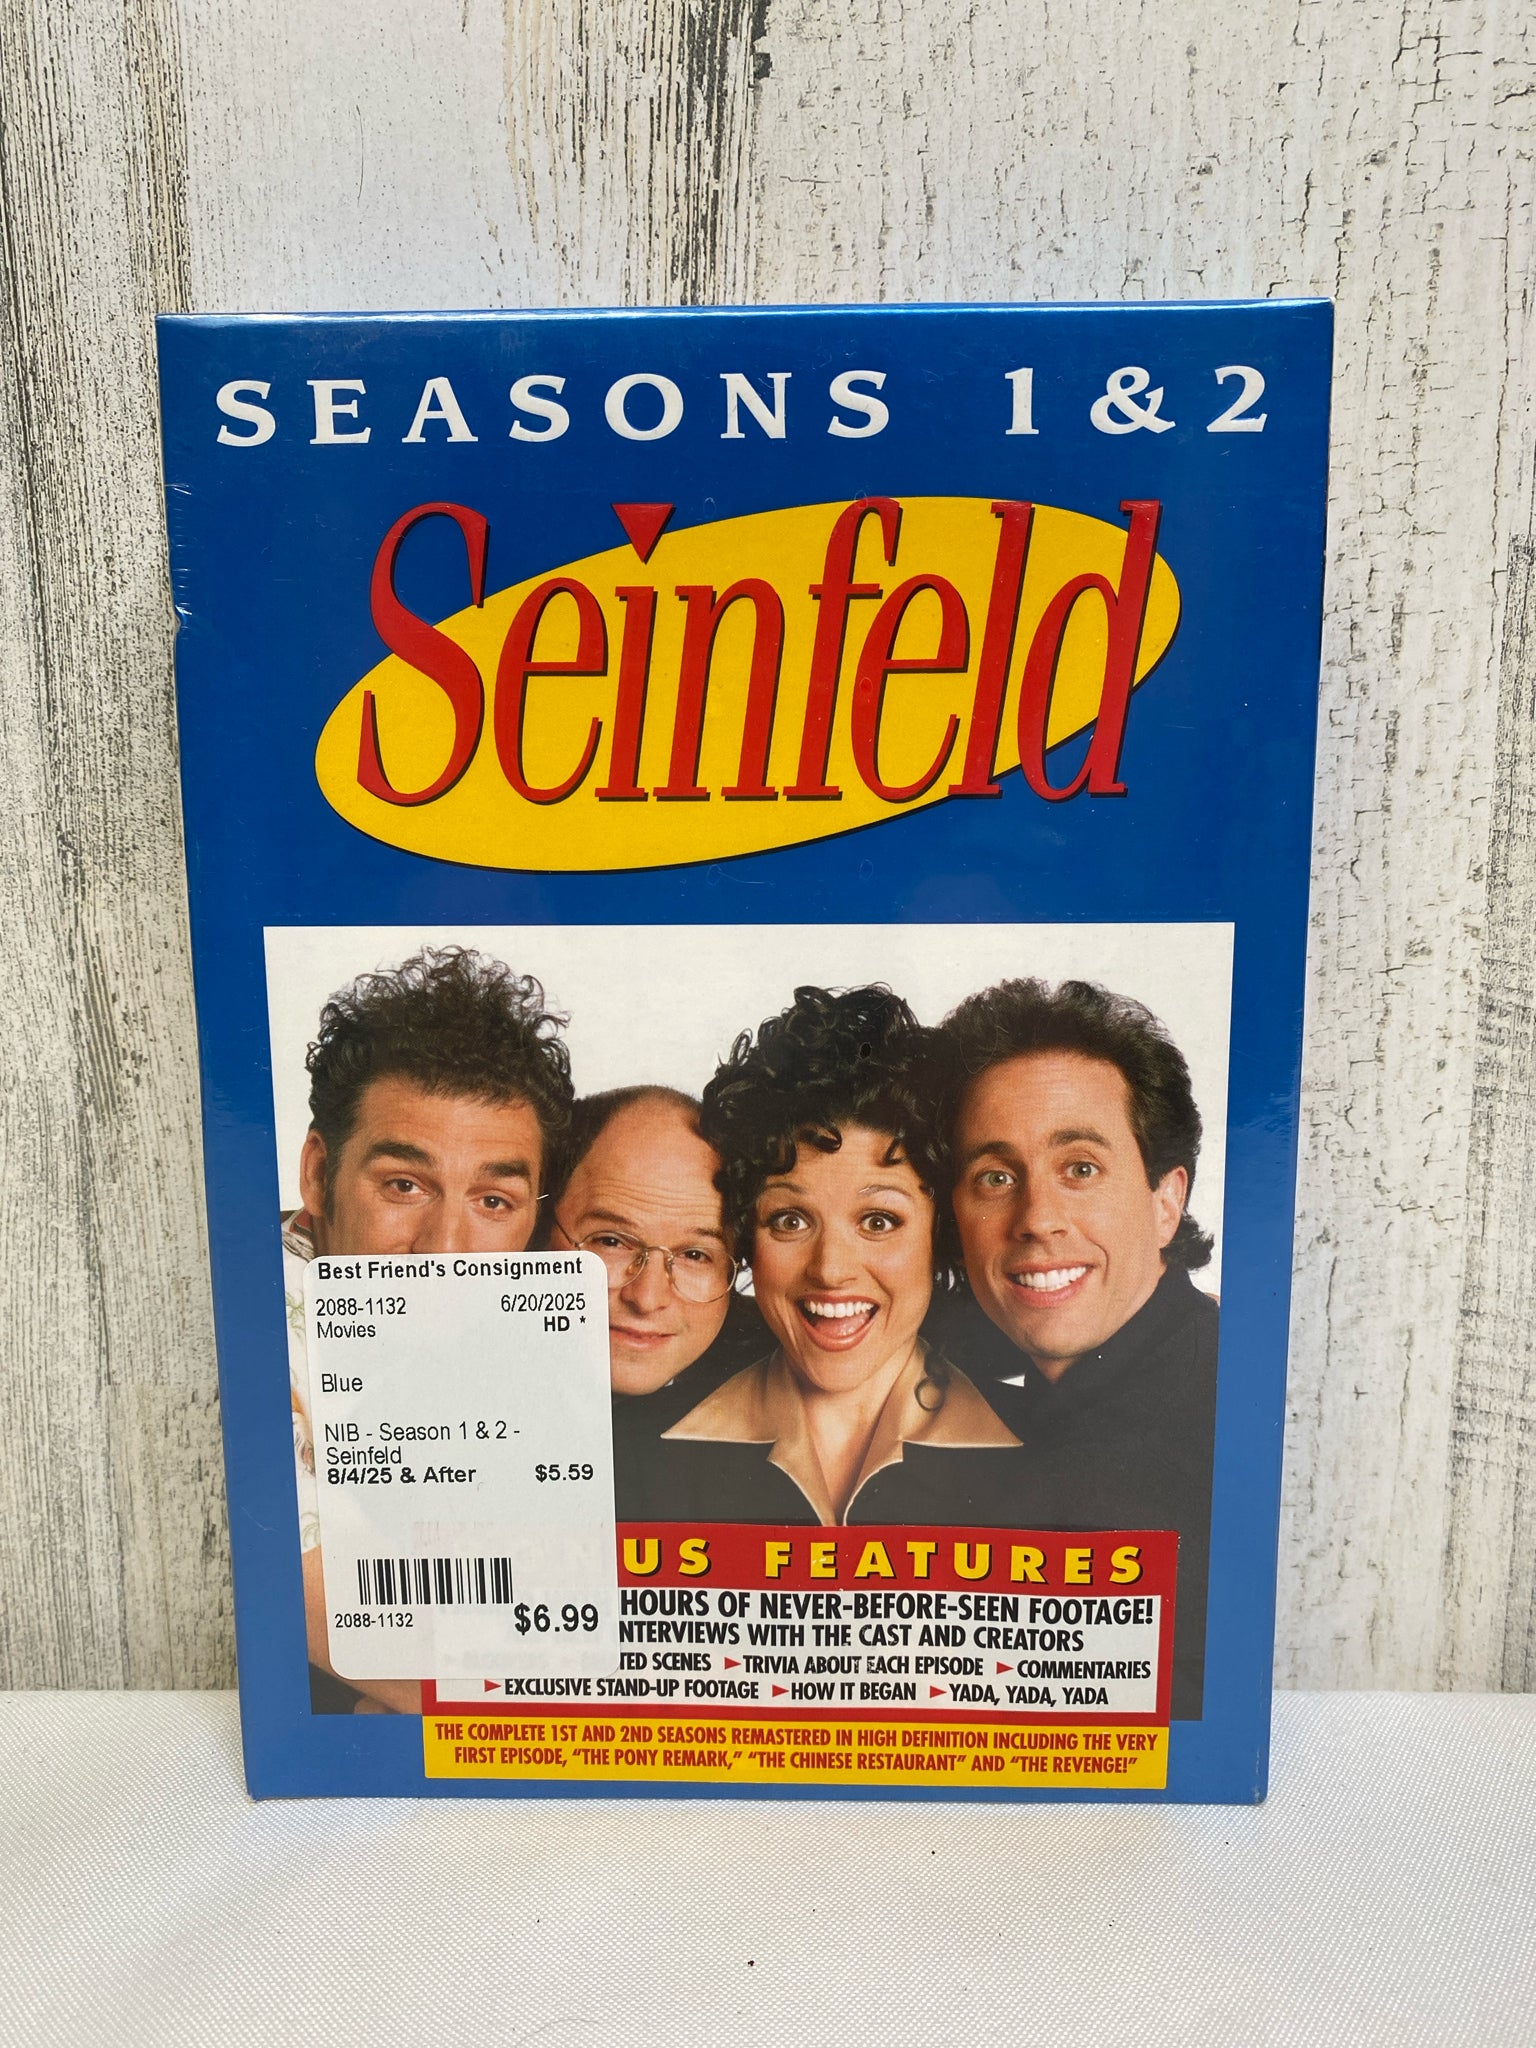 SEASONS 1 & 2
Seinfeld
Best Friend's Consignment
2088-1132 6/20/2025
Movies HD *
Blue
NIB - Season 1 & 2 -
Seinfeld
8/4/25 & After $5.59
2088-1132 $6.99
US FEATURES
HOURS OF NEVER-BEFORE-SEEN FOOTAGE!
NTERVIEWS WITH THE CAST AND CREATORS
TED SCENES ►TRIVIA ABOUT EACH EPISODE ►COMMENTARIES
►EXCLUSIVE STAND-UP FOOTAGE ►HOW IT BEGAN ►YADA, YADA, YADA
THE COMPLETE 1ST AND 2ND SEASONS REMASTERED IN HIGH DEFINITION INCLUDING THE VERY
FIRST EPISODE, “THE PONY REMARK,” “THE CHINESE RESTAURANT” AND “THE REVENGE!”